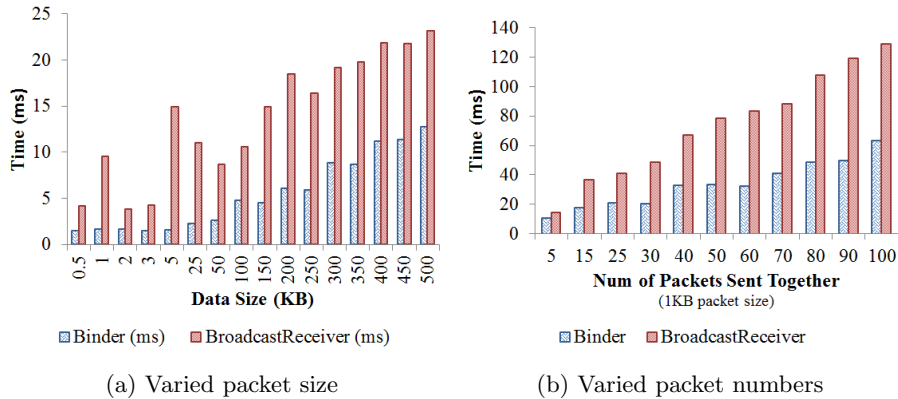 25
20
15
10
5
0
Time (ms)
0.5 1 2 3 5 25 50 100 150 200 250 300 350 400 450 500
Data Size (KB)
Binder (ms) BroadcastReceiver (ms)
(a) Varied packet size
140
120
100
80
60
40
20
0
Time (ms)
5 15 25 30 40 50 60 70 80 90 100
Num of Packets Sent Together
(1KB packet size)
Binder BroadcastReceiver
(b) Varied packet numbers